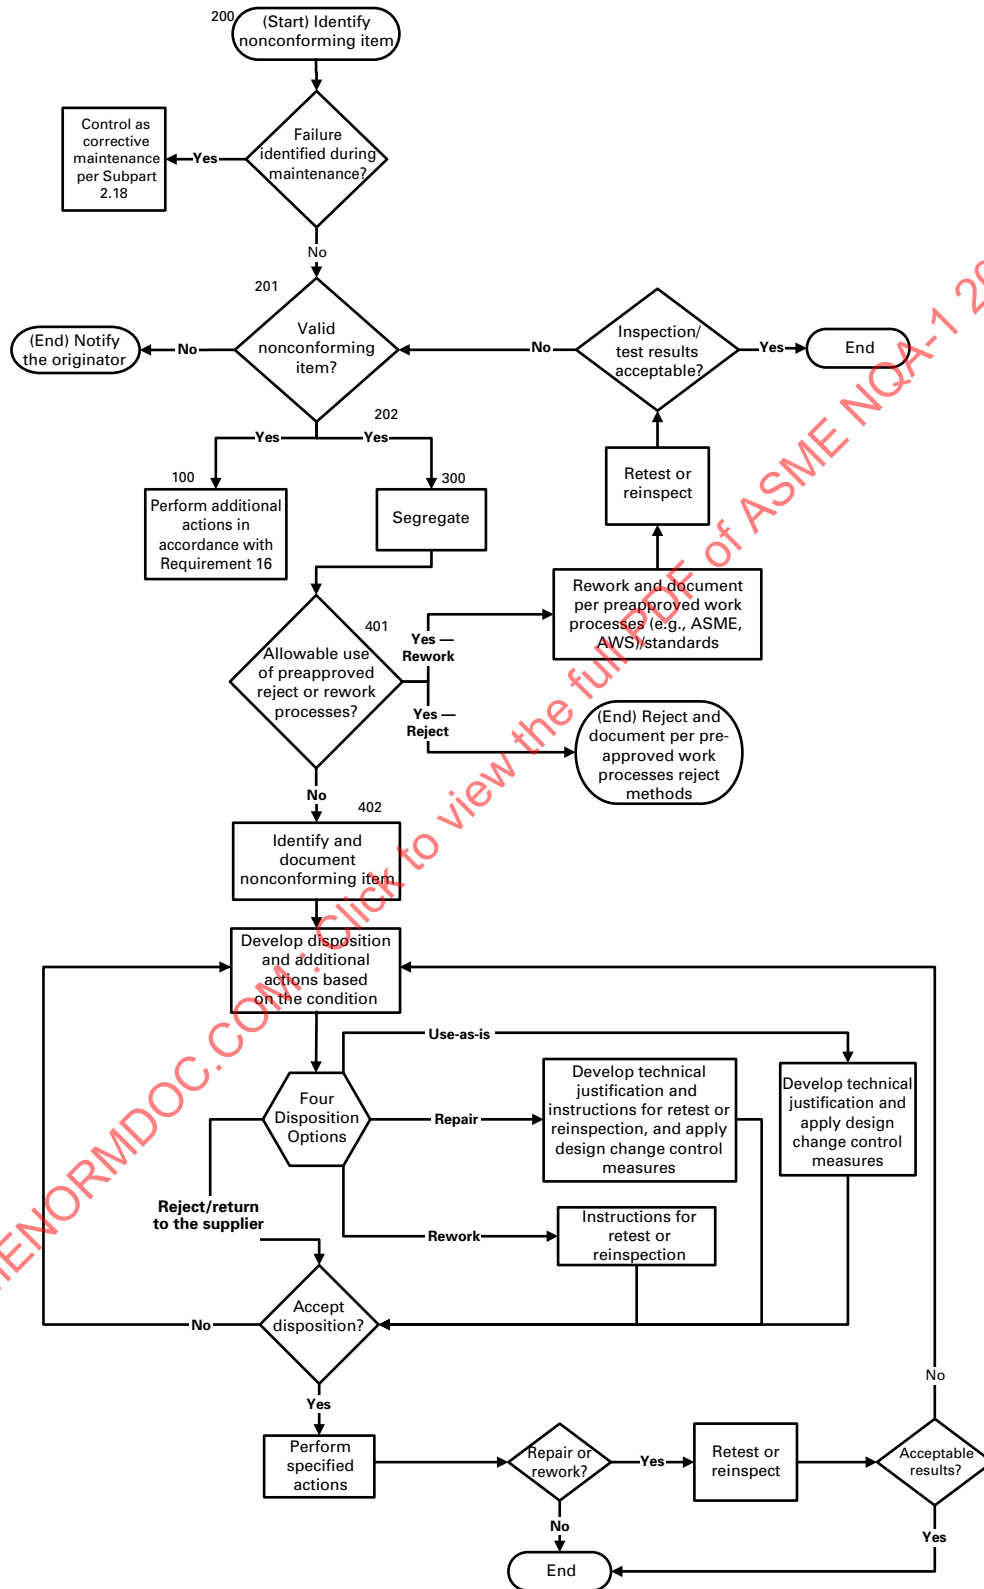 200
(Start) Identify
nonconforming item
Failure
identified during
maintenance?
Yes
Control as
corrective
maintenance
per Subpart
2.18
No
201
Valid
nonconforming
item?
No
(End) Notify
the originator
Inspection/
test results
acceptable?
No
Yes
End
202
Yes
Yes
100
Perform additional
actions in
accordance with
Requirement 16
300
Segregate
Retest or
reinspect
401
Allowable use
of preapproved
reject or rework
processes?
Yes —
Rework
Rework and document
per preapproved work
processes (e.g., ASME,
AWS)/standards
Yes —
Reject
(End) Reject and
document per pre-
approved work
processes reject
methods
No
402
Identify and
document
nonconforming item
Develop disposition
and additional
actions based
on the condition
Use-as-is
Four
Disposition
Options
Repair
Develop technical
justification and
instructions for retest or
reinspection, and apply
design change control
measures
Develop technical
justification and
apply design
change control
measures
Reject/return
to the supplier
Rework
Instructions for
retest or
reinspection
Accept
disposition?
No
Yes
Perform
specified
actions
Repair or
rework?
Yes
Retest or
reinspect
Acceptable
results?
No
No
Yes
End
MENORMDOC.COM : Click to view the full PDF of ASME NQA-1 20